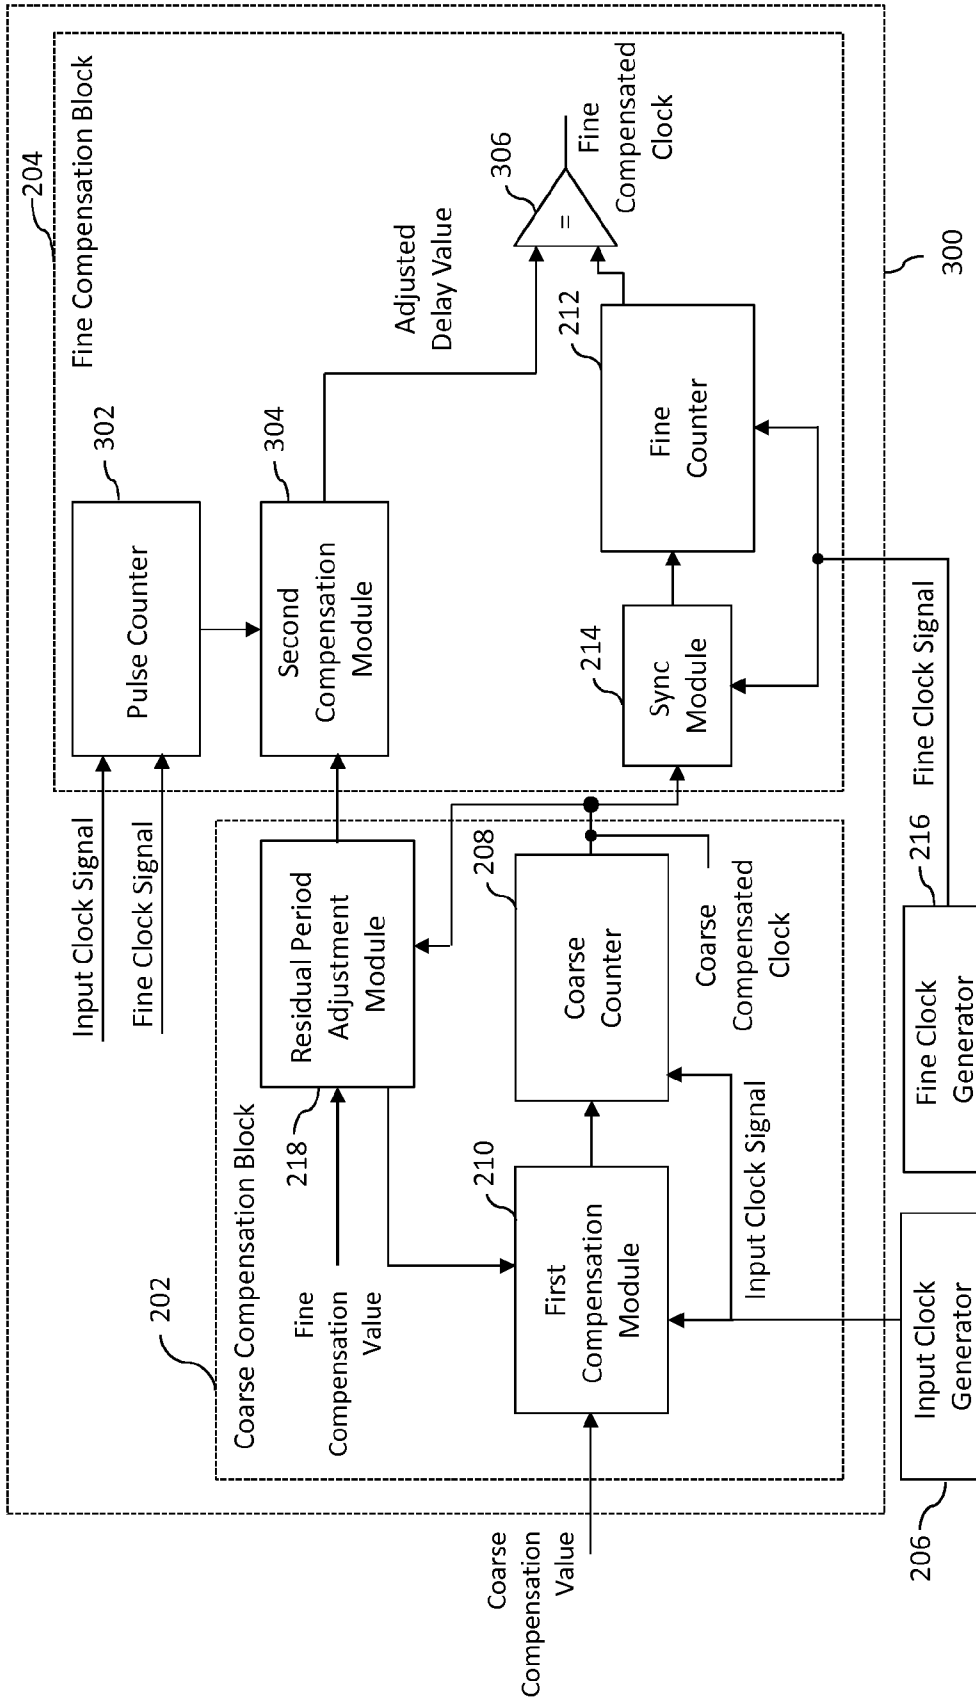 300
204
Fine Compensation Block
Input Clock Signal
Fine Clock Signal
302
Pulse Counter
304
Second
Compensation
Module
Adjusted
Delay Value
306
=
Fine
Compensated
Clock
212
Fine
Counter
214
Sync
Module
202
Coarse Compensation Block
218
Residual Period
Adjustment
Module
Fine
Compensation
Value
210
First
Compensation
Module
208
Coarse
Counter
Coarse
Compensated
Clock
Input Clock Signal
Coarse
Compensation
Value
206
Input Clock
Generator
216
Fine Clock
Generator
Fine Clock Signal